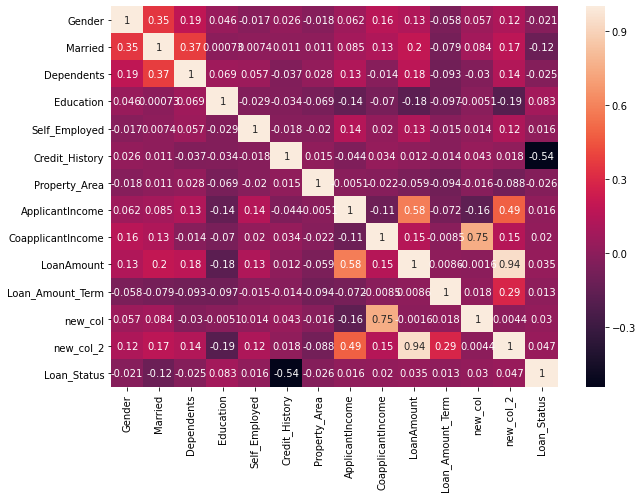 Gender 1 0.35 0.19 0.046 -0.017 0.026 -0.018 0.062 0.16 0.13 -0.058 0.057 0.12 -0.021
Married 0.35 1 0.37 0.00073 0.0074 0.011 0.011 0.085 0.13 0.2 -0.079 0.084 0.17 -0.12
Dependents 0.19 0.37 1 0.069 0.057 -0.037 0.028 0.13 -0.014 0.18 -0.093 -0.03 0.14 -0.025
Education 0.046 0.00073 0.069 1 -0.029 -0.034 -0.069 -0.14 -0.07 -0.18 -0.097 -0.0051 -0.19 0.083
Self_Employed -0.017 0.0074 0.057 -0.029 1 -0.018 -0.02 0.14 0.02 0.13 -0.015 0.014 0.12 0.016
Credit_History 0.026 0.011 -0.037 -0.034 -0.018 1 0.015 -0.044 0.034 0.012 -0.014 0.043 0.018 -0.54
Property_Area -0.018 0.011 0.028 -0.069 -0.02 0.015 1 -0.0051 -0.022 -0.059 -0.094 -0.016 -0.088 -0.026
ApplicantIncome 0.062 0.085 0.13 -0.14 0.14 -0.044 -0.0051 1 -0.11 0.58 -0.072 -0.16 0.49 0.016
CoapplicantIncome 0.16 0.13 -0.014 -0.07 0.02 0.034 -0.022 -0.11 1 0.15 -0.0085 0.75 0.15 0.02
LoanAmount 0.13 0.2 0.18 -0.18 0.13 0.012 -0.059 0.58 0.15 1 0.0086 -0.0016 0.94 0.035
Loan_Amount_Term -0.058 -0.079 -0.093 -0.097 -0.015 -0.014 -0.094 -0.072 -0.0085 0.0086 1 0.018 0.29 0.013
new_col 0.057 0.084 -0.03 -0.0051 0.014 0.043 -0.016 -0.16 0.75 -0.0016 0.018 1 0.0044 0.03
new_col_2 0.12 0.17 0.14 -0.19 0.12 0.018 -0.088 0.49 0.15 0.94 0.29 0.0044 1 0.047
Loan_Status -0.021 -0.12 -0.025 0.083 0.016 -0.54 -0.026 0.016 0.02 0.035 0.013 0.03 0.047 1
Gender
Married
Dependents
Education
Self_Employed
Credit_History
Property_Area
ApplicantIncome
CoapplicantIncome
LoanAmount
Loan_Amount_Term
new_col
new_col_2
Loan_Status
0.9
0.6
0.3
0.0
−0.3